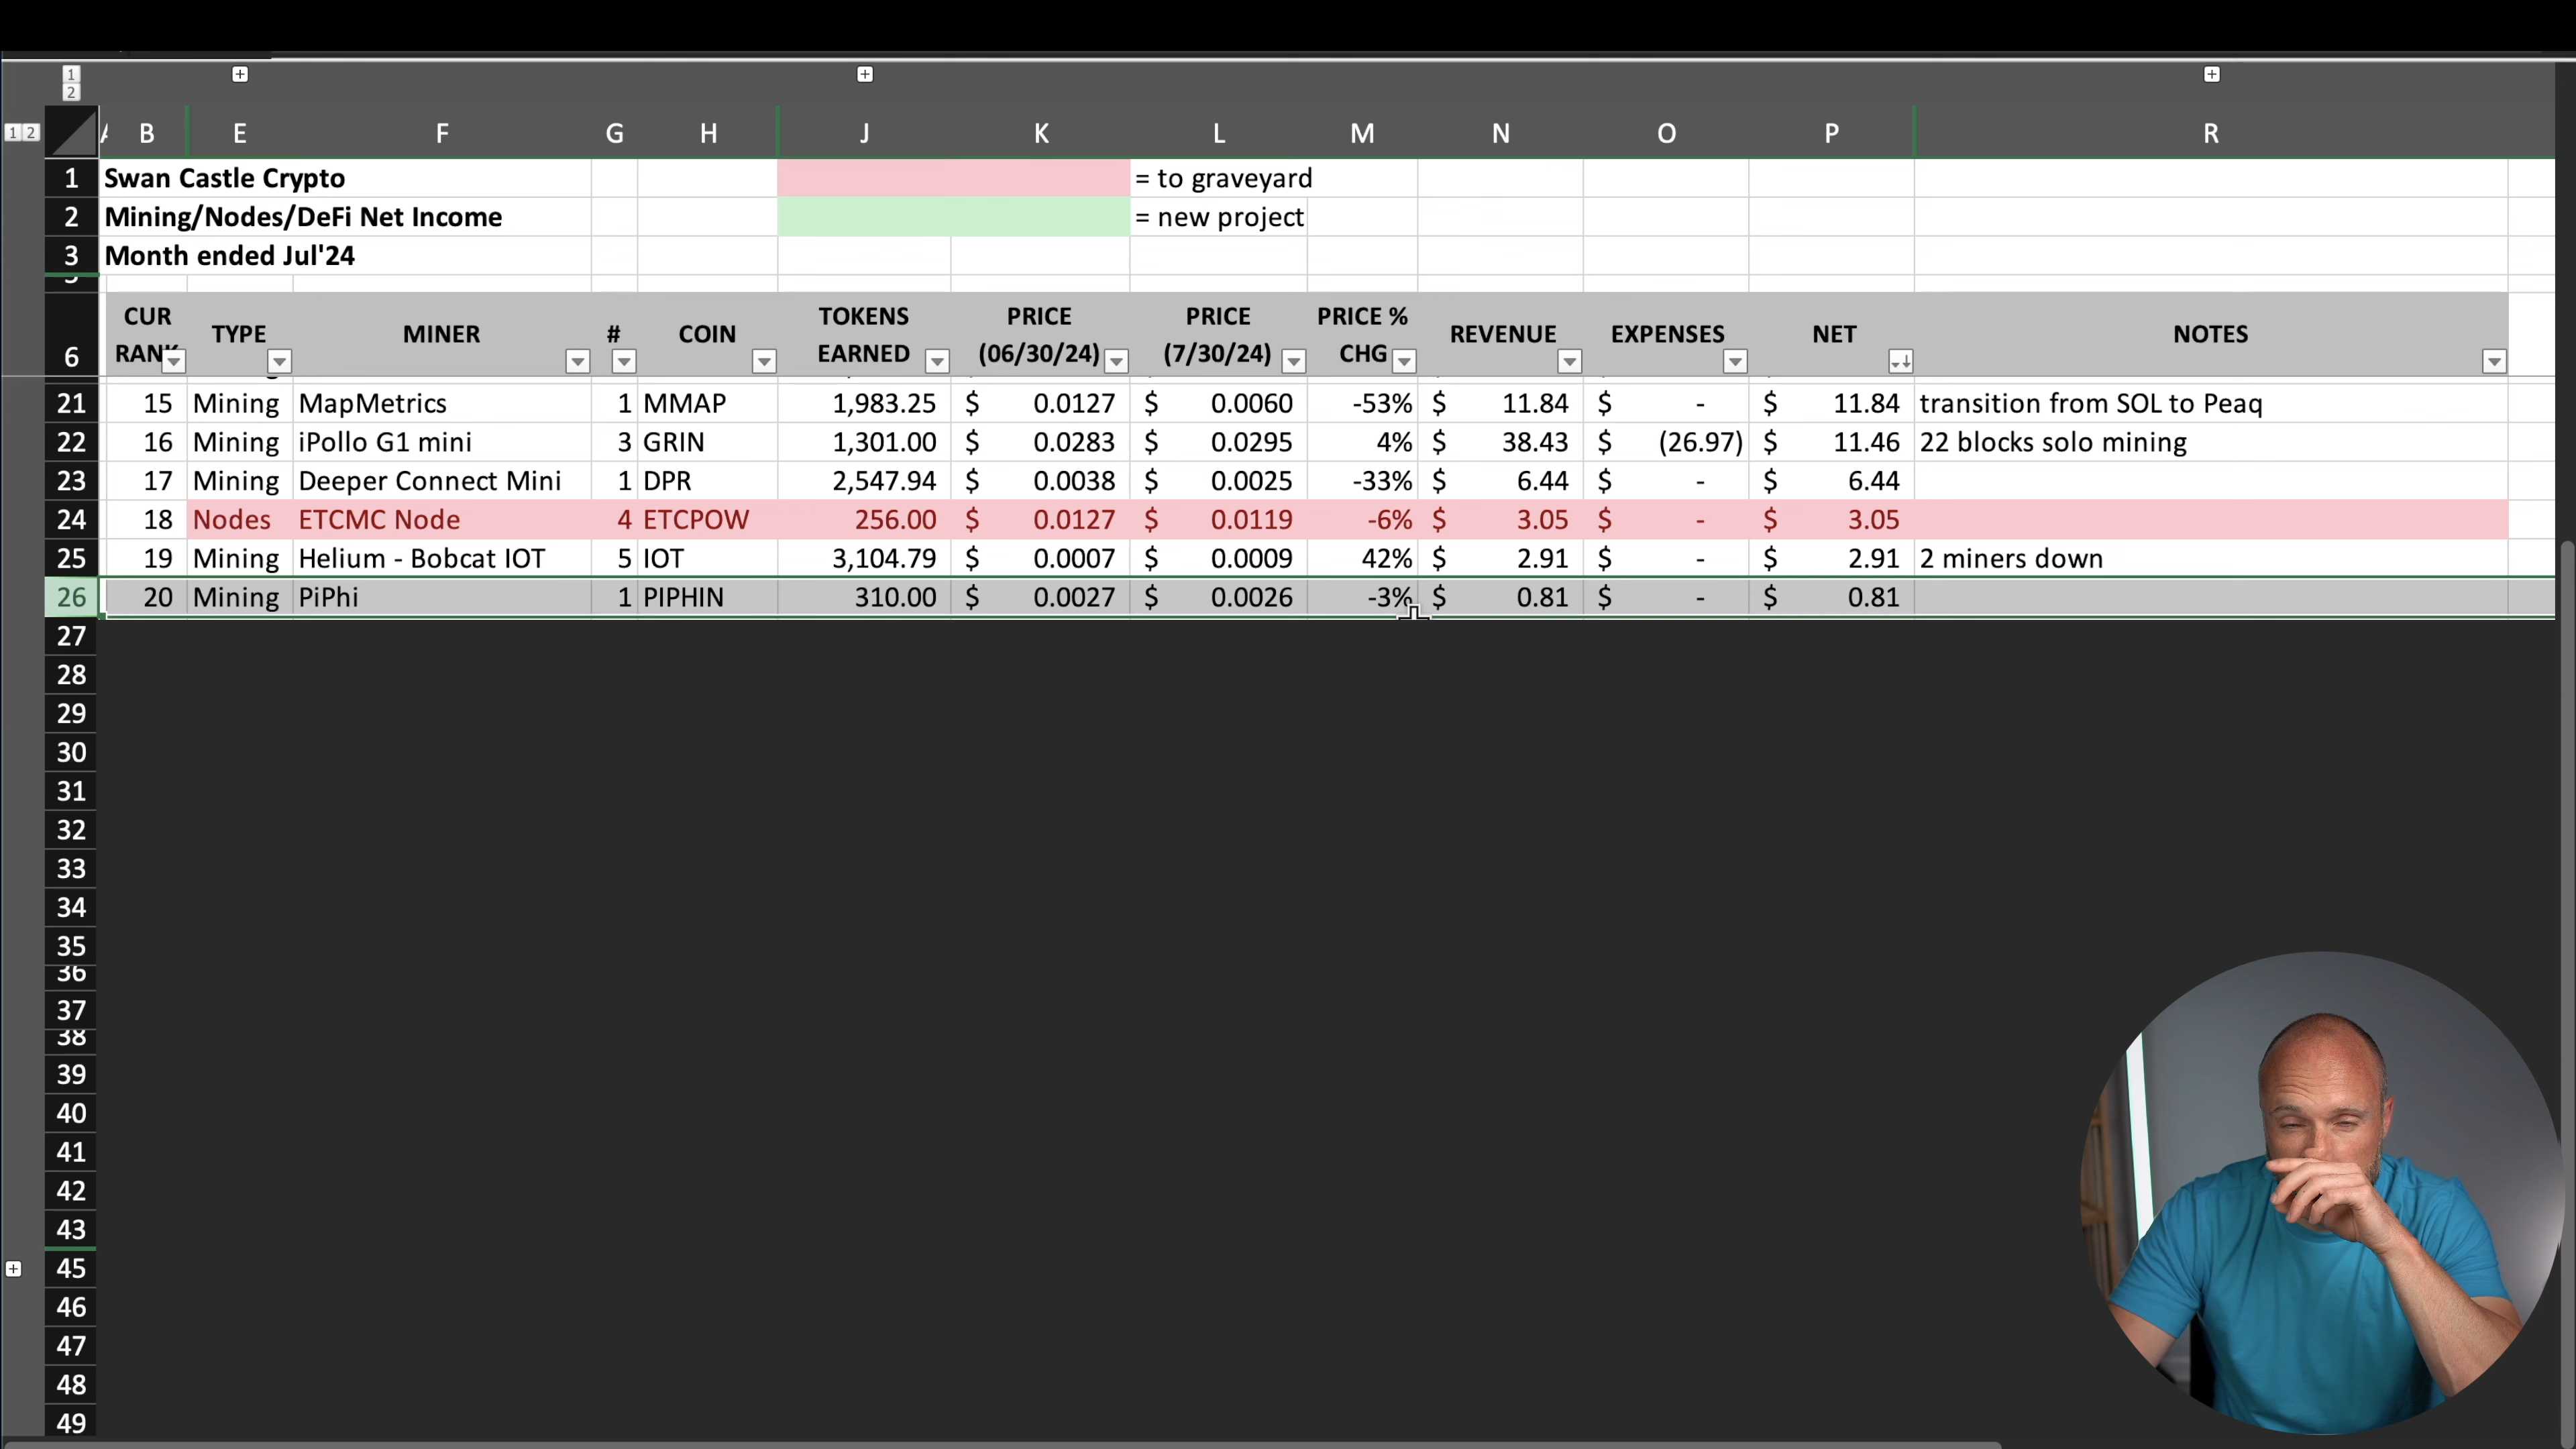 1
2
1 2
A B E F G H J K L M N O P R
1 Swan Castle Crypto = to graveyard
2 Mining/Nodes/DeFi Net Income = new project
3 Month ended Jul'24
6 CUR RANK TYPE MINER # COIN TOKENS EARNED PRICE (06/30/24) PRICE (7/30/24) PRICE % CHG REVENUE EXPENSES NET NOTES
21 15 Mining MapMetrics 1 MMAP 1,983.25 $ 0.0127 $ 0.0060 -53% $ 11.84 $ - $ 11.84 transition from SOL to Peaq
22 16 Mining iPollo G1 mini 3 GRIN 1,301.00 $ 0.0283 $ 0.0295 4% $ 38.43 $ (26.97) $ 11.46 22 blocks solo mining
23 17 Mining Deeper Connect Mini 1 DPR 2,547.94 $ 0.0038 $ 0.0025 -33% $ 6.44 $ - $ 6.44
24 18 Nodes ETCMC Node 4 ETCPOW 256.00 $ 0.0127 $ 0.0119 -6% $ 3.05 $ - $ 3.05
25 19 Mining Helium - Bobcat IOT 5 IOT 3,104.79 $ 0.0007 $ 0.0009 42% $ 2.91 $ - $ 2.91 2 miners down
26 20 Mining PiPhi 1 PIPHIN 310.00 $ 0.0027 $ 0.0026 -3% $ 0.81 $ - $ 0.81
27
28
29
30
31
32
33
34
35
36
37
38
39
40
41
42
43
45
46
47
48
49